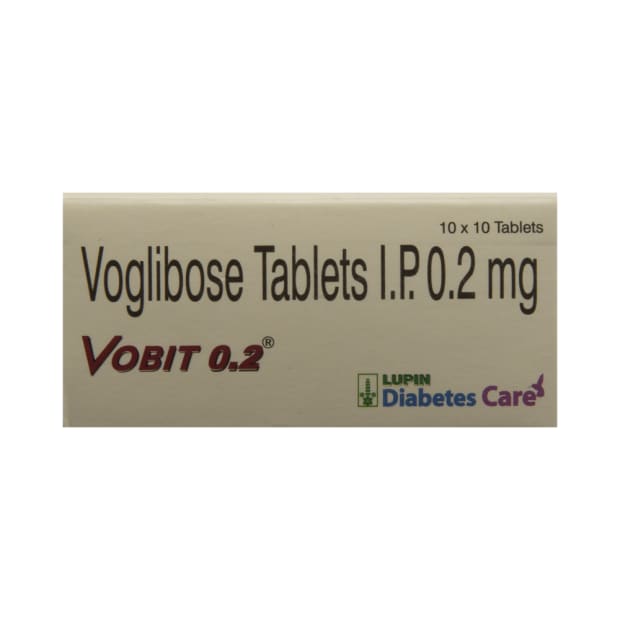 10 x 10 Tablets
Voglibose Tablets I.P. 0.2 mg
VOBIT 0.2®
LUPIN
Diabetes Care